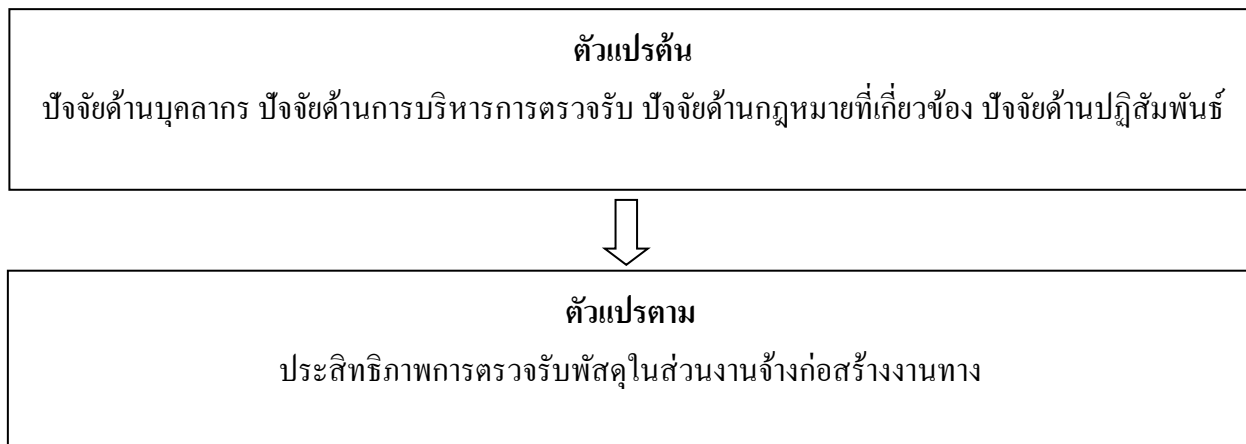 ตัวแปรต้น
ปัจจัยด้านบุคลากร ปัจจัยด้านการบริหารการตรวจรับ ปัจจัยด้านกฎหมายที่เกี่ยวข้อง ปัจจัยด้านปฏิสัมพันธ์
ตัวแปรตาม
ประสิทธิภาพการตรวจรับพัสดุในส่วนงานจ้างก่อสร้างงานทาง